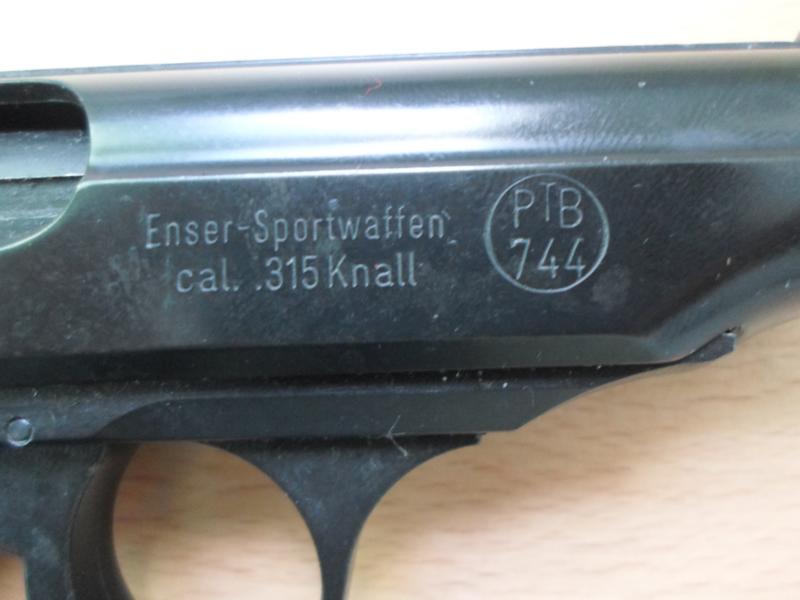 Enser-Sportwaffen
cal. .315 Knall
PTB
744